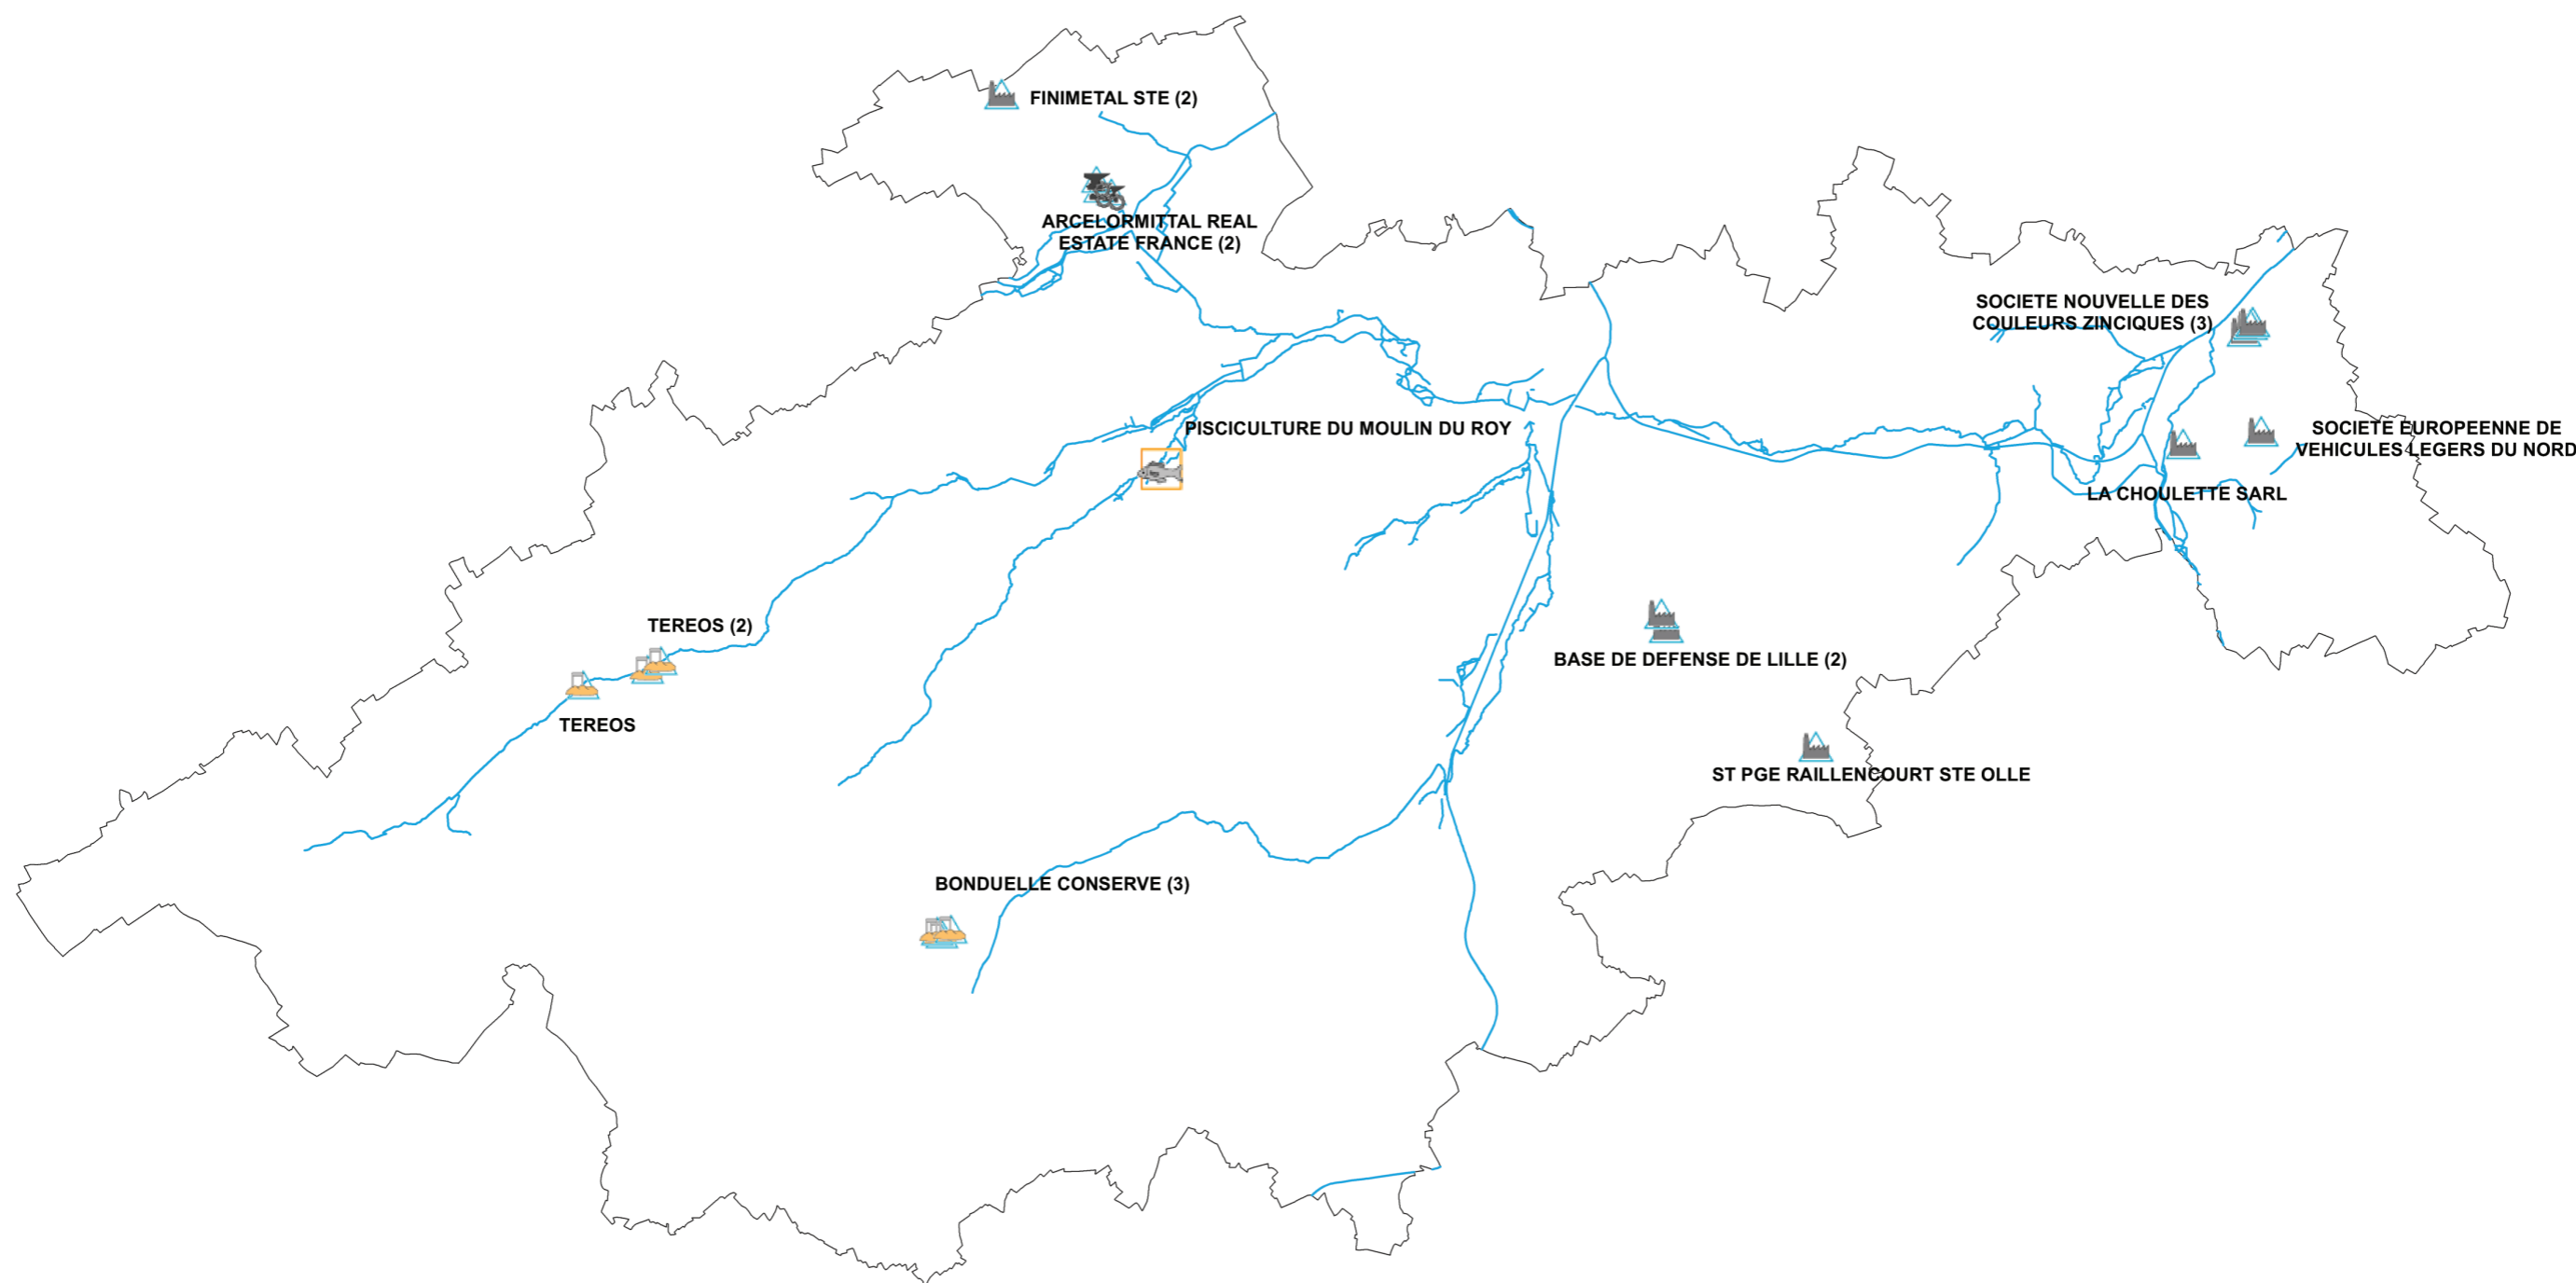 FINIMETAL STE (2)
ARCELORMITTAL REAL
ESTATE FRANCE (2)
SOCIETE NOUVELLE DES
COULEURS ZINCIQUES (3)
PISCICULTURE DU MOULIN DU ROY
SOCIETE EUROPEENNE DE
VEHICULES LEGERS DU NORD
LA CHOULETTE SARL
TEREOS (2)
BASE DE DEFENSE DE LILLE (2)
TEREOS
ST PGE RAILLENCOURT STE OLLE
BONDUELLE CONSERVE (3)